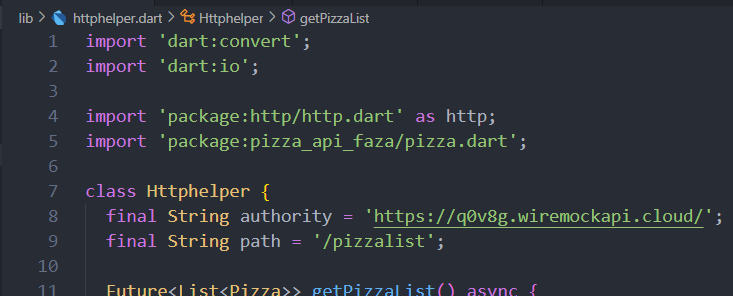 lib > httphelper.dart > Httphelper > getPizzaList
1 import 'dart:convert';
2 import 'dart:io';
3
4 import 'package:http/http.dart' as http;
5 import 'package:pizza_api_faza/pizza.dart';
6
7 class Httphelper {
8 final String authority = 'https://q0v8g.wiremockapi.cloud/';
9 final String path = '/pizzalist';
10
11 Future<List<Pizza>> getPizzaList() async {